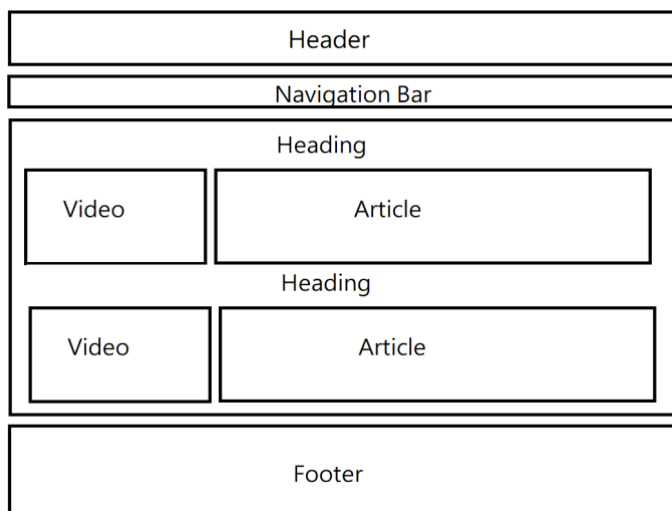 Header
Navigation Bar
Heading
Video
Article
Heading
Video
Article
Footer